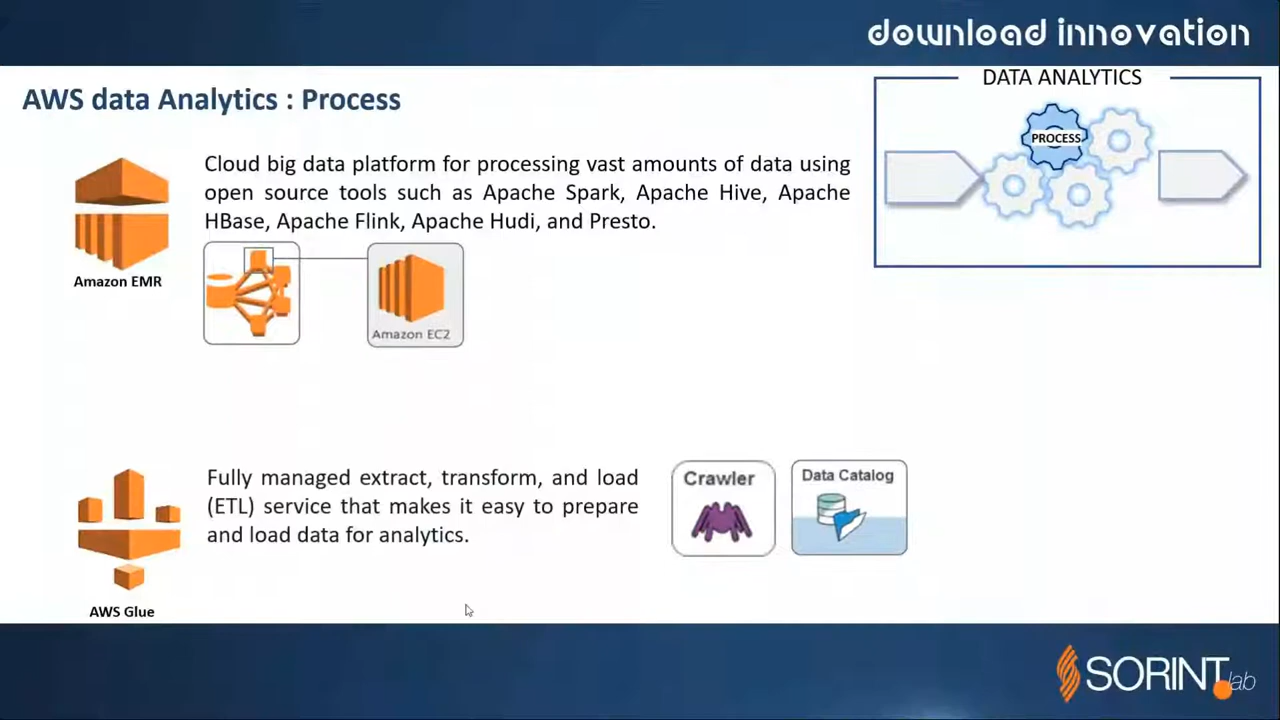 download innovation
AWS data Analytics : Process
DATA ANALYTICS
PROCESS
Cloud big data platform for processing vast amounts of data using
open source tools such as Apache Spark, Apache Hive, Apache
HBase, Apache Flink, Apache Hudi, and Presto.
Amazon EMR
Amazon EC2
Fully managed extract, transform, and load
(ETL) service that makes it easy to prepare
and load data for analytics.
Crawler
Data Catalog
AWS Glue
SORINT.lab